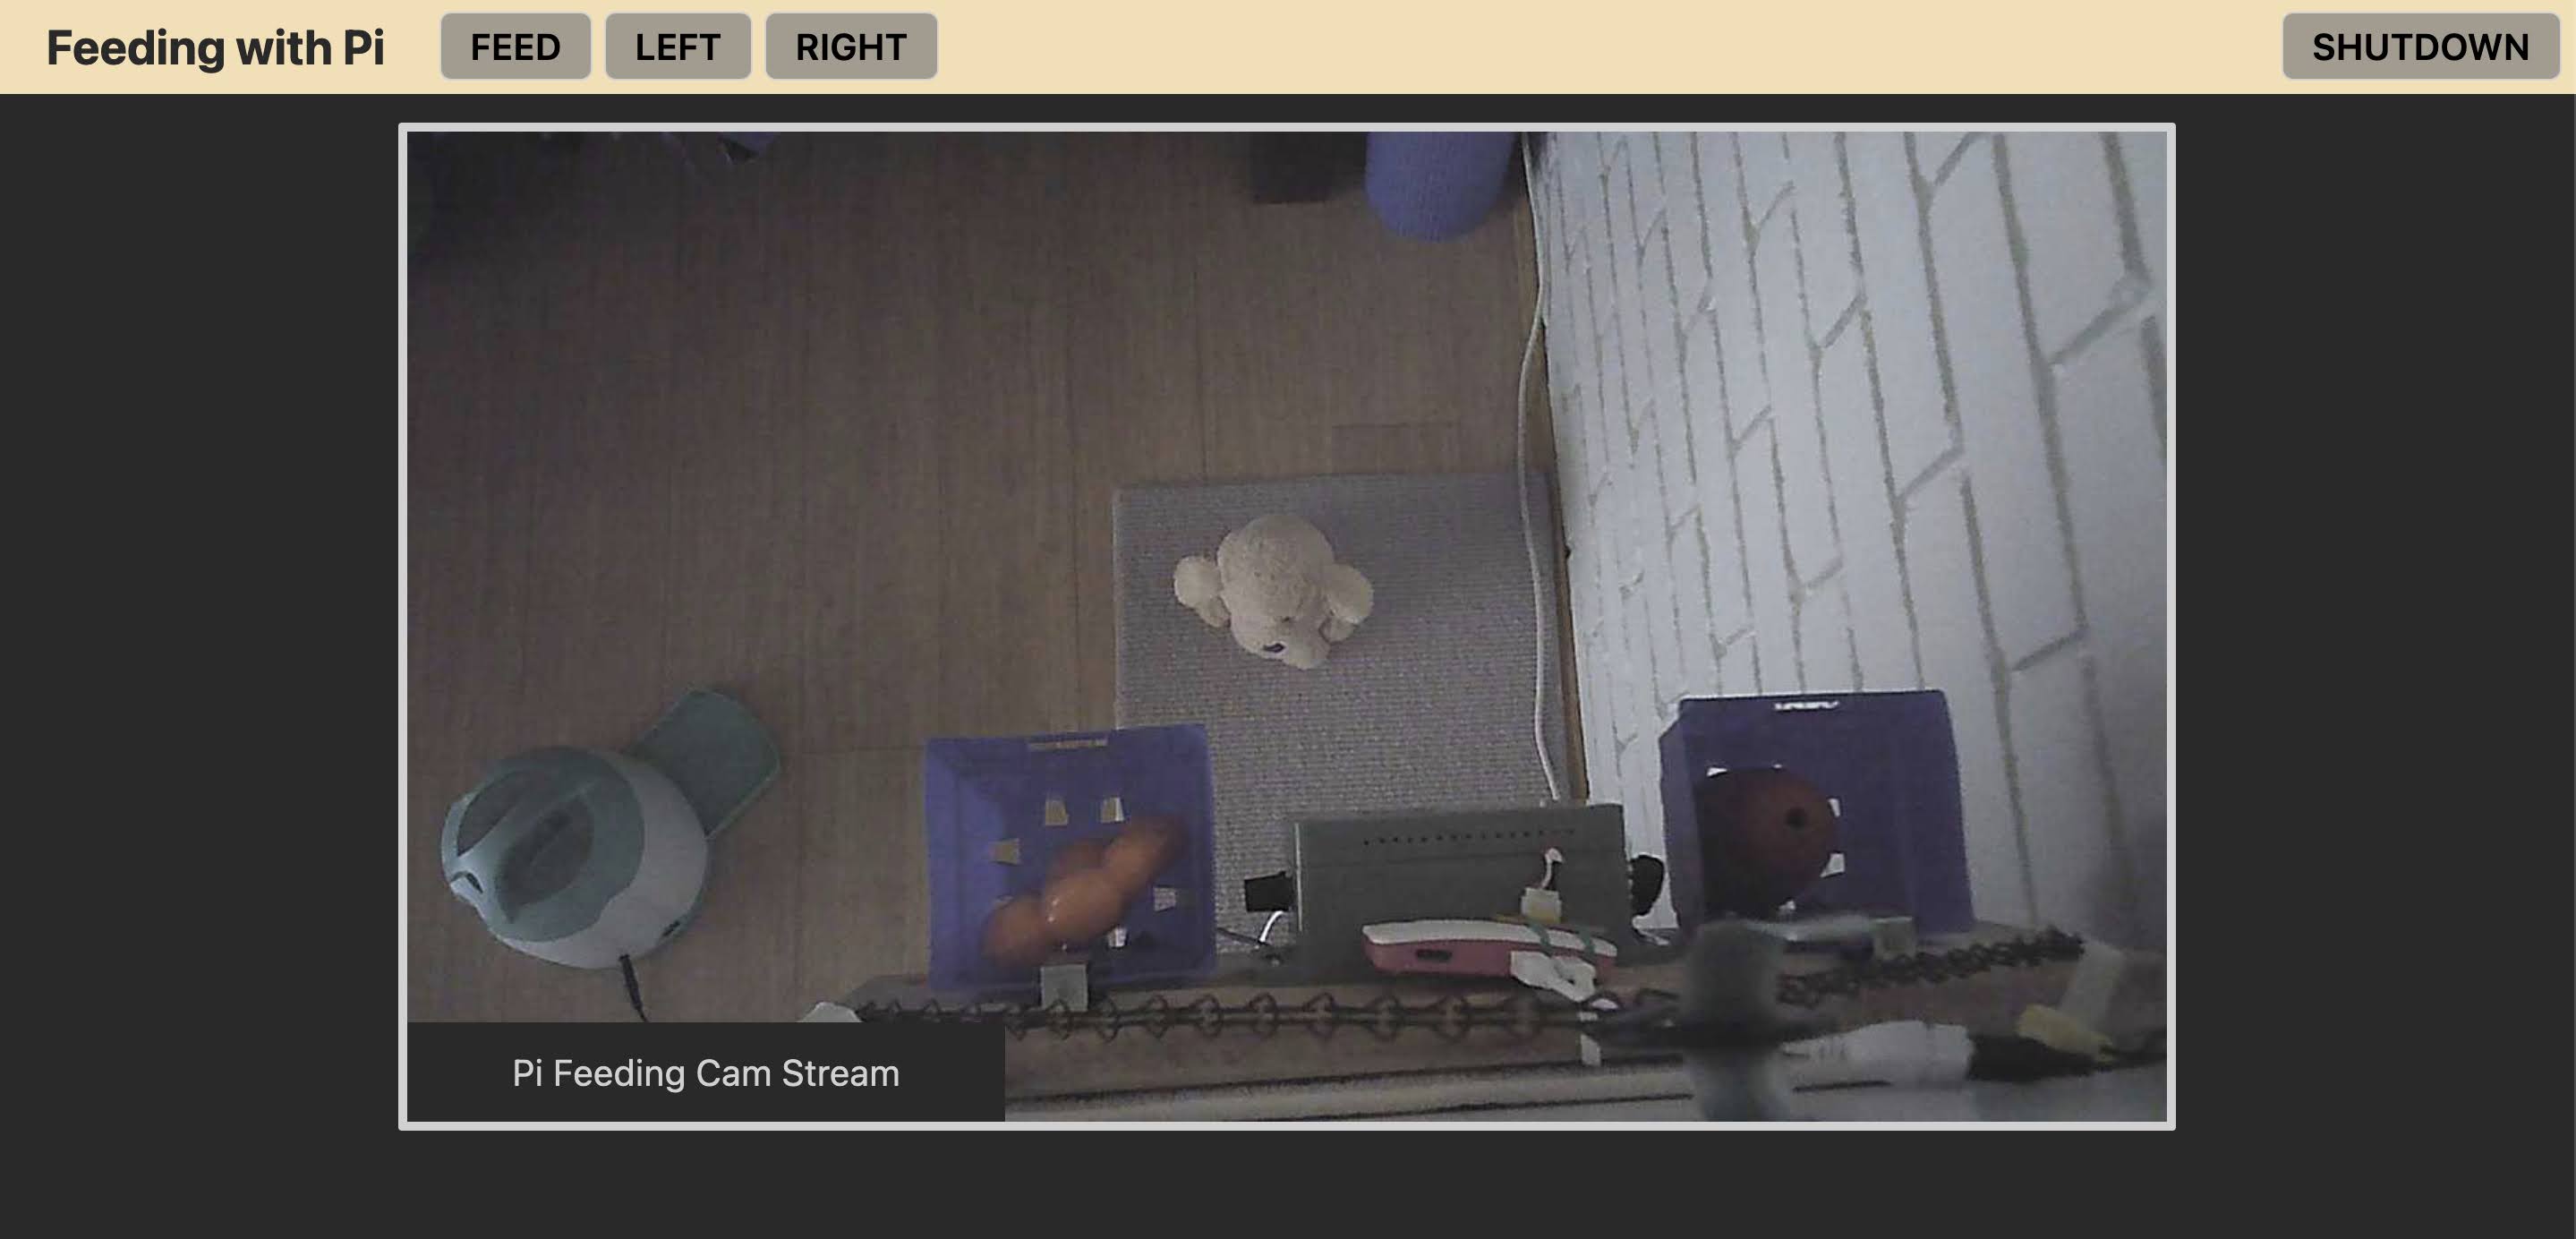 Feeding with Pi
FEED
LEFT
RIGHT
SHUTDOWN
Pi Feeding Cam Stream